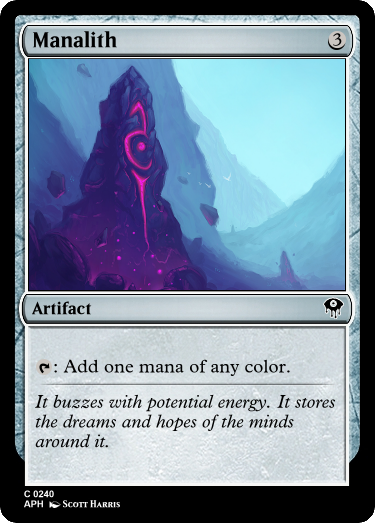 Manalith 3
Artifact
: Add one mana of any color.
It buzzes with potential energy. It stores
the dreams and hopes of the minds
around it.
C 0240
APH Scott Harris